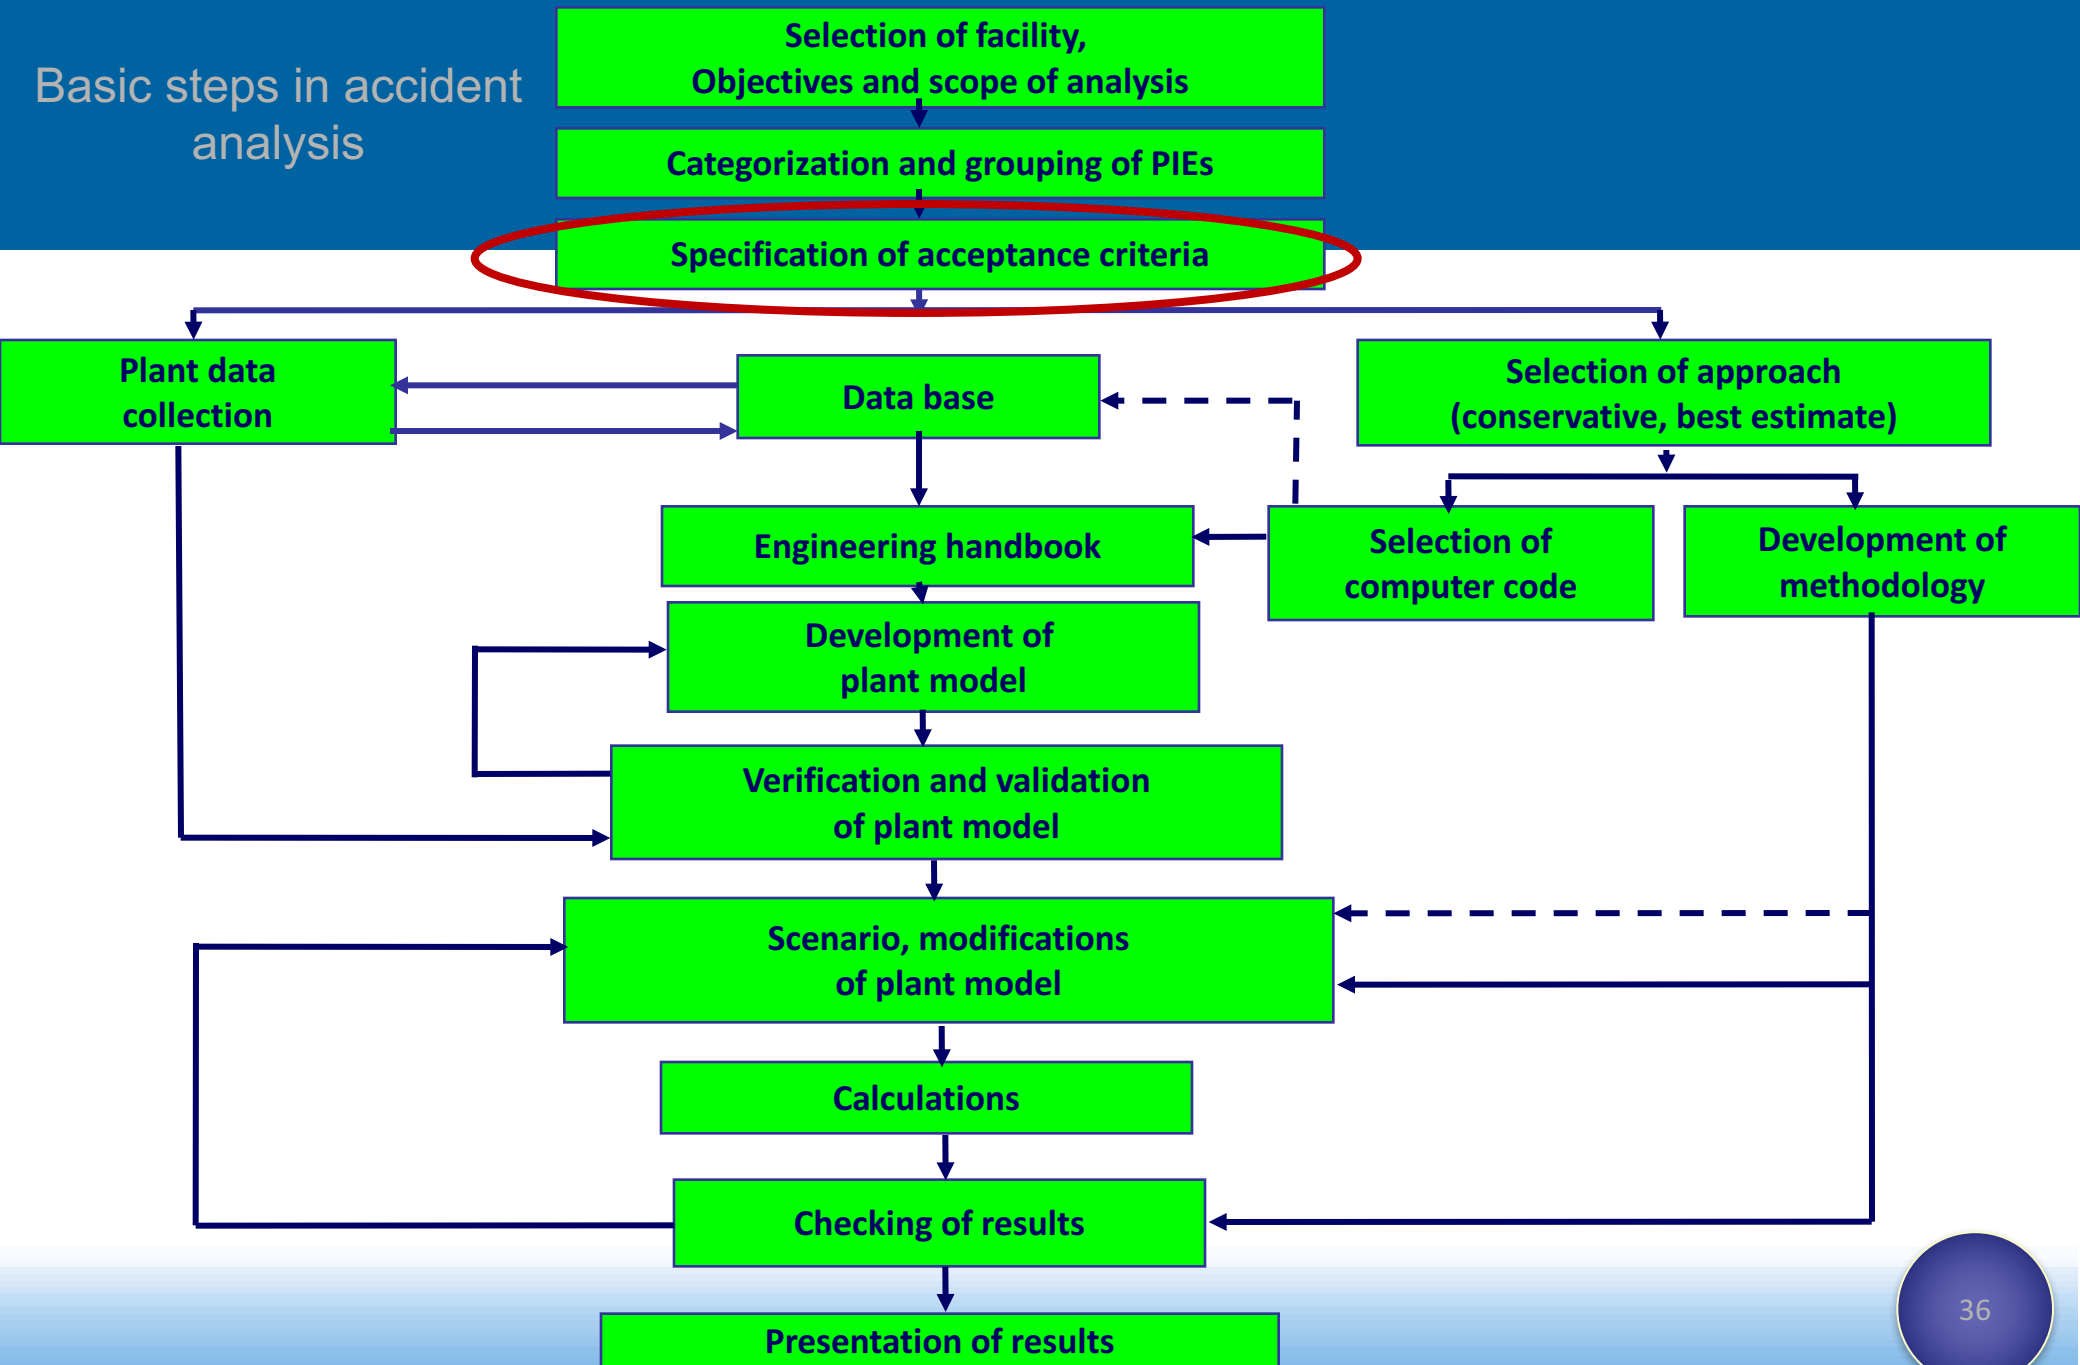 Basic steps in accident
analysis
Selection of facility,
Objectives and scope of analysis
Categorization and grouping of PIEs
Specification of acceptance criteria
Plant data
collection
Data base
Selection of approach
(conservative, best estimate)
Engineering handbook
Selection of
computer code
Development of
methodology
Development of
plant model
Verification and validation
of plant model
Scenario, modifications
of plant model
Calculations
Checking of results
Presentation of results
36